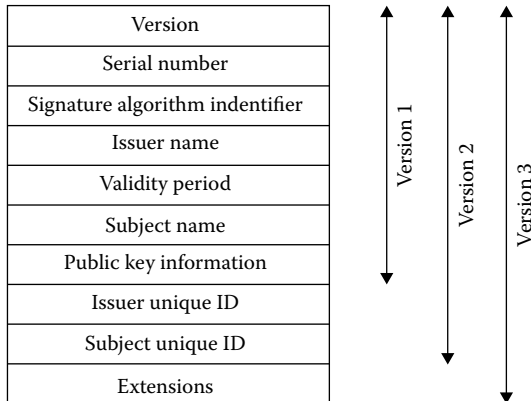 Version
Serial number
Signature algorithm indentifier
Issuer name
Validity period
Subject name
Public key information
Issuer unique ID
Subject unique ID
Extensions
Version 1
Version 2
Version 3